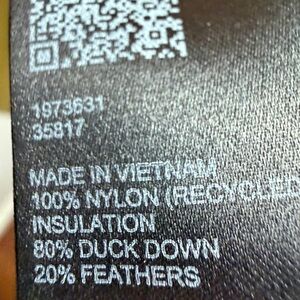 1973631
35817
MADE IN VIETNAM
100% NYLON (RECYCLED
INSULATION
80% DUCK DOWN
20% FEATHERS